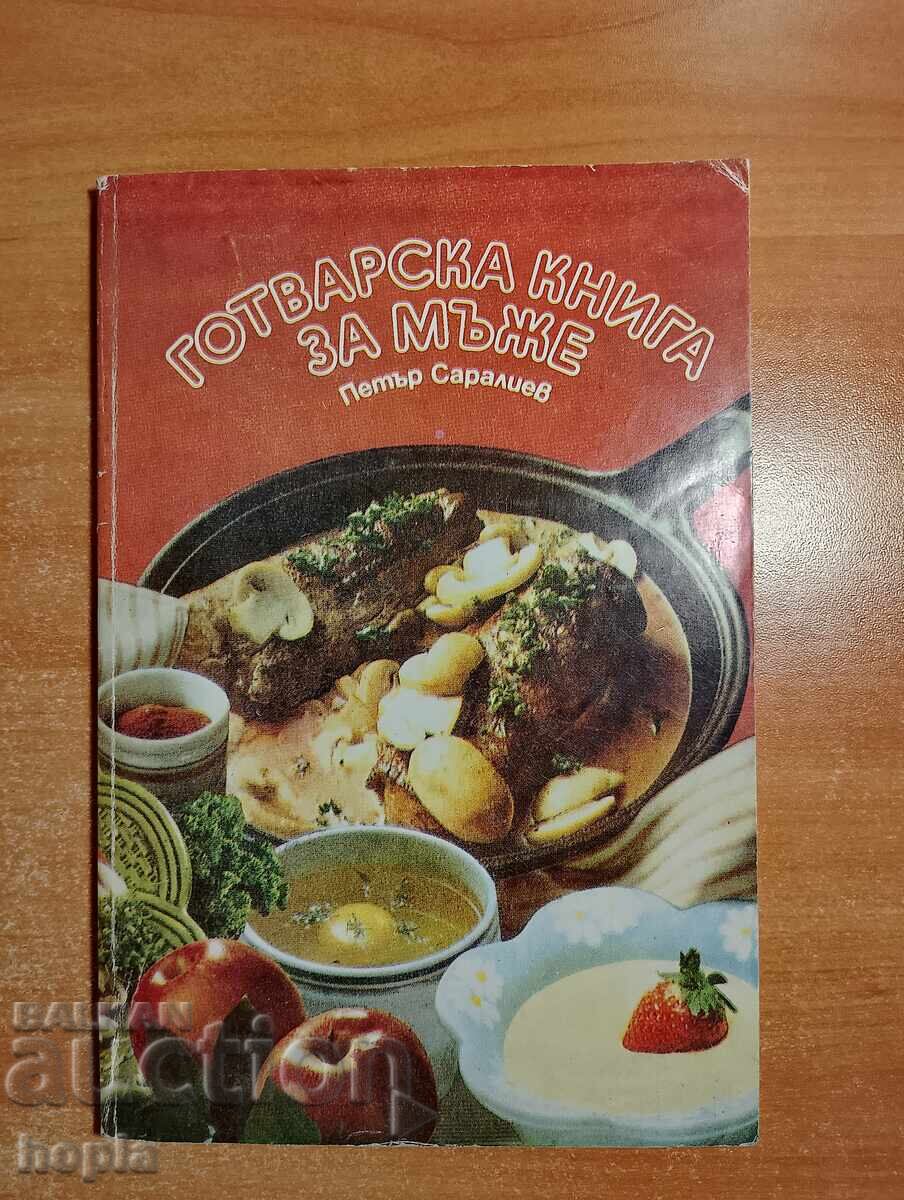 ГОТВАРСКА КНИГА
ЗА МЪЖЕ
Петър Саралиев
BALKAN
auction
hopla